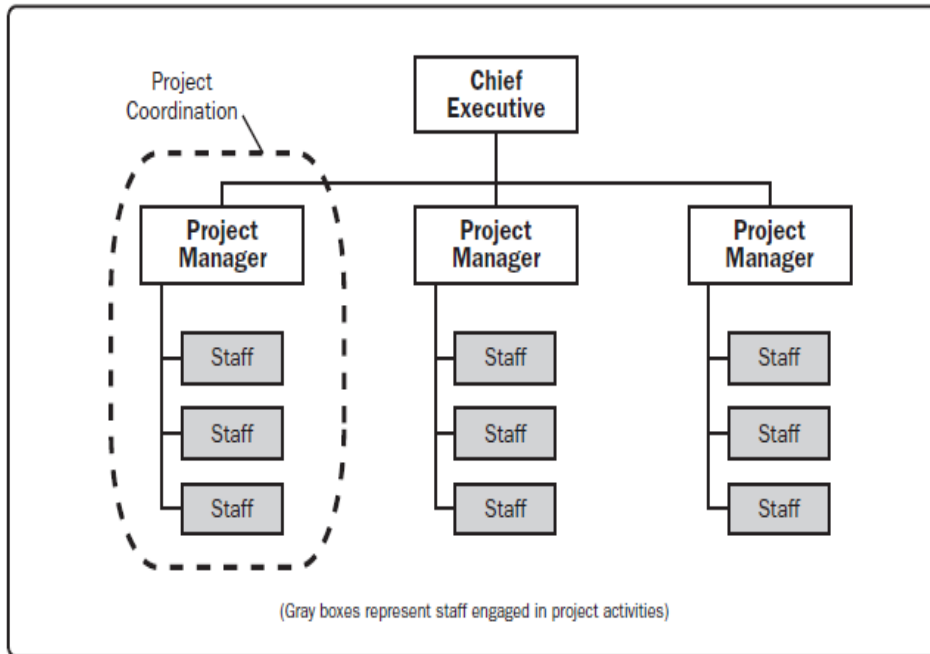 Project
Coordination
Chief
Executive
Project
Manager
Project
Manager
Project
Manager
Staff
Staff
Staff
Staff
Staff
Staff
Staff
Staff
Staff
(Gray boxes represent staff engaged in project activities)